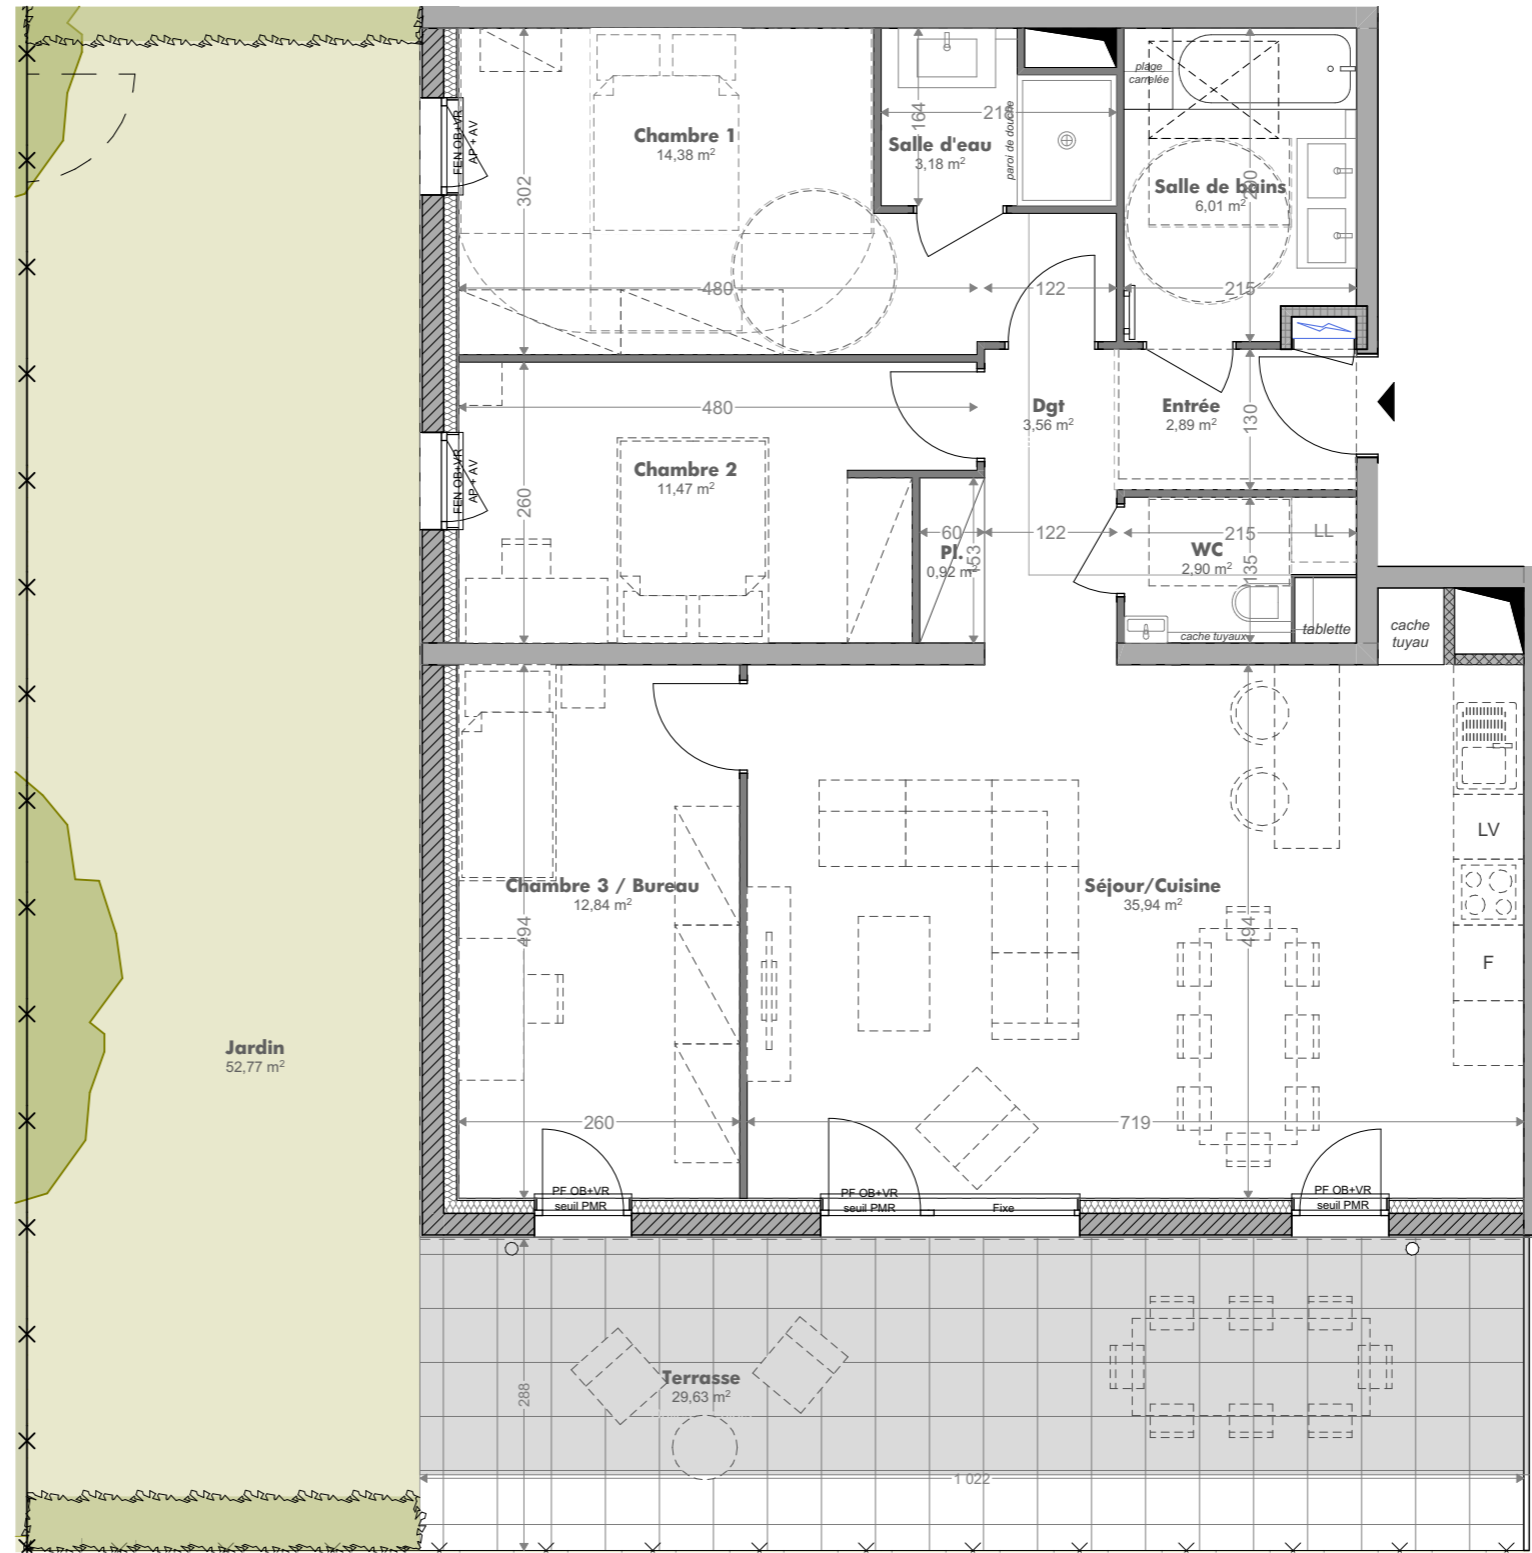 plage
carrelée
FEN OB+VR
AP + AV
Chambre 1
14,38 m²
164
218
Salle d'eau
3,18 m²
paroi de douche
Salle de bains
6,01 m²
302
480
122
215
480
Dgt
3,56 m²
Entrée
2,89 m²
130
FEN OB+VR
AP + AV
Chambre 2
11,47 m²
260
60
Pl.
0,92 m²
153
122
215
WC
2,90 m²
135
LL
cache tuyaux
tablette
cache
tuyau
LV
Chambre 3 / Bureau
12,84 m²
494
Séjour/Cuisine
35,94 m²
494
F
Jardin
52,77 m²
260
719
PF OB+VR
seuil PMR
PF OB+VR
seuil PMR
Fixe
PF OB+VR
seuil PMR
288
Terrasse
29,63 m²
1 022